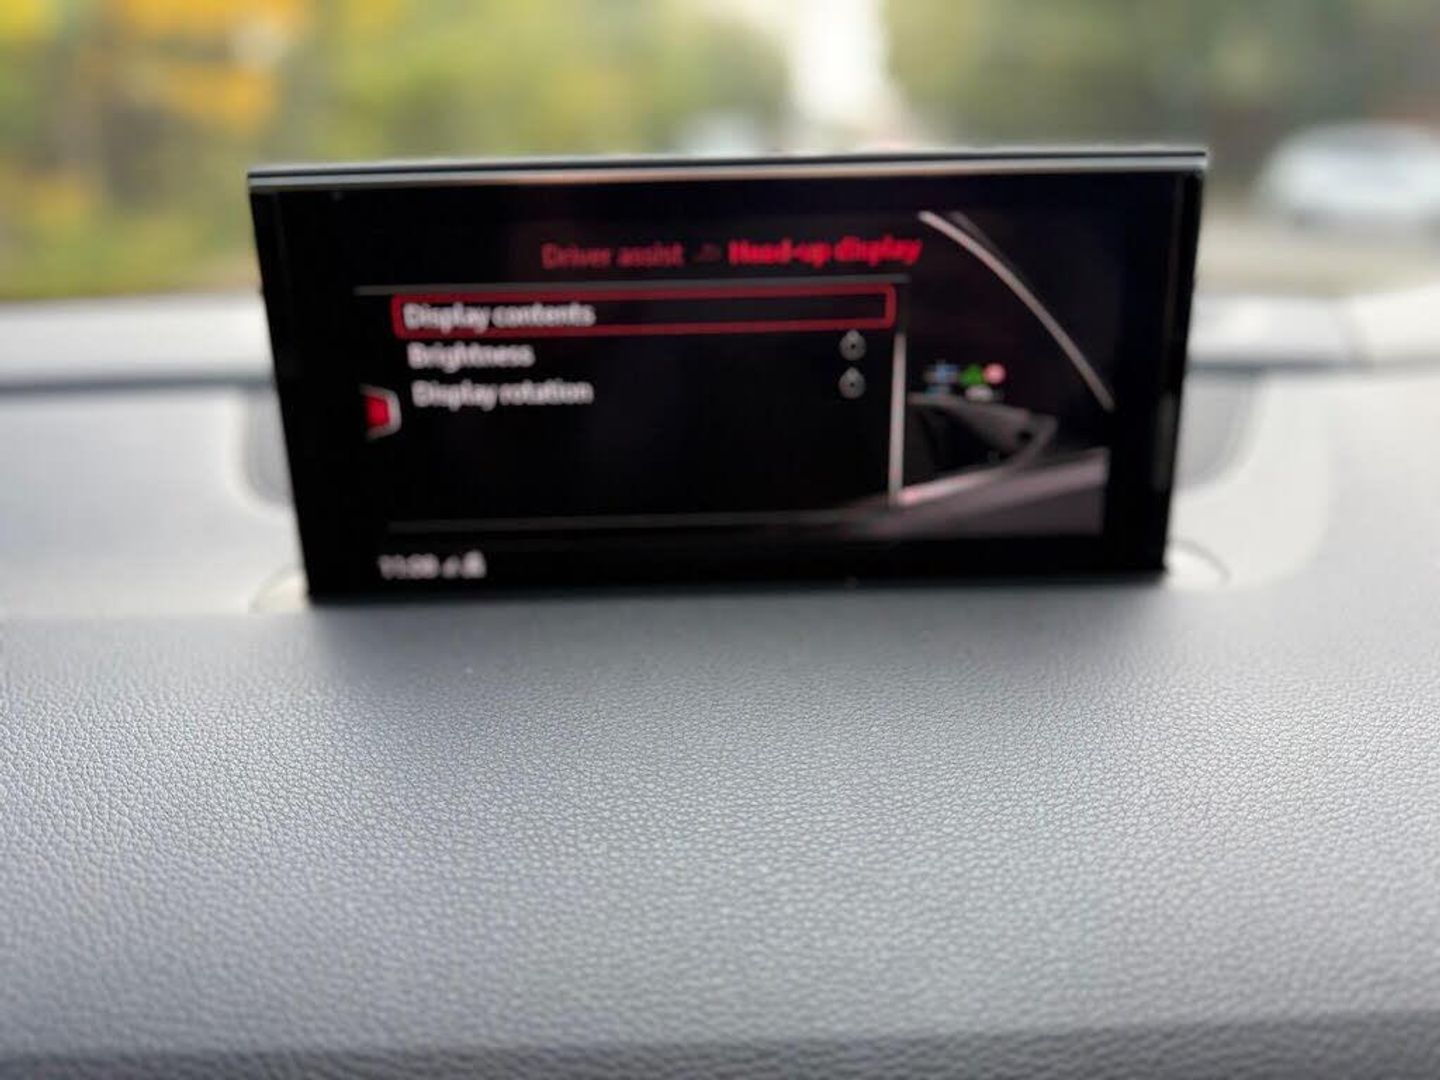 Driver assist Head-up display
Display contents
Brightness
Display rotation